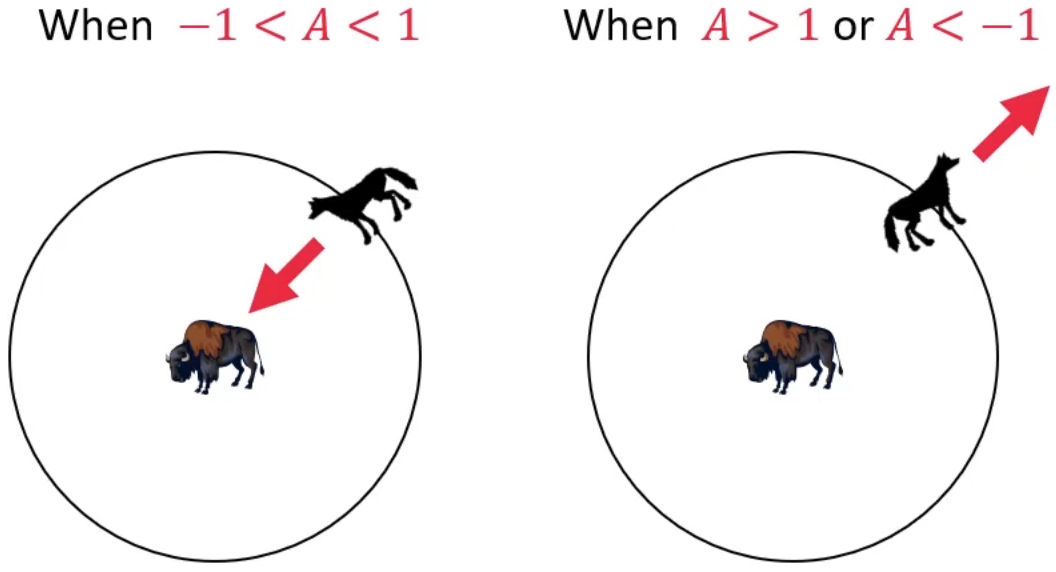 When −1 < A < 1
When A > 1 or A < −1